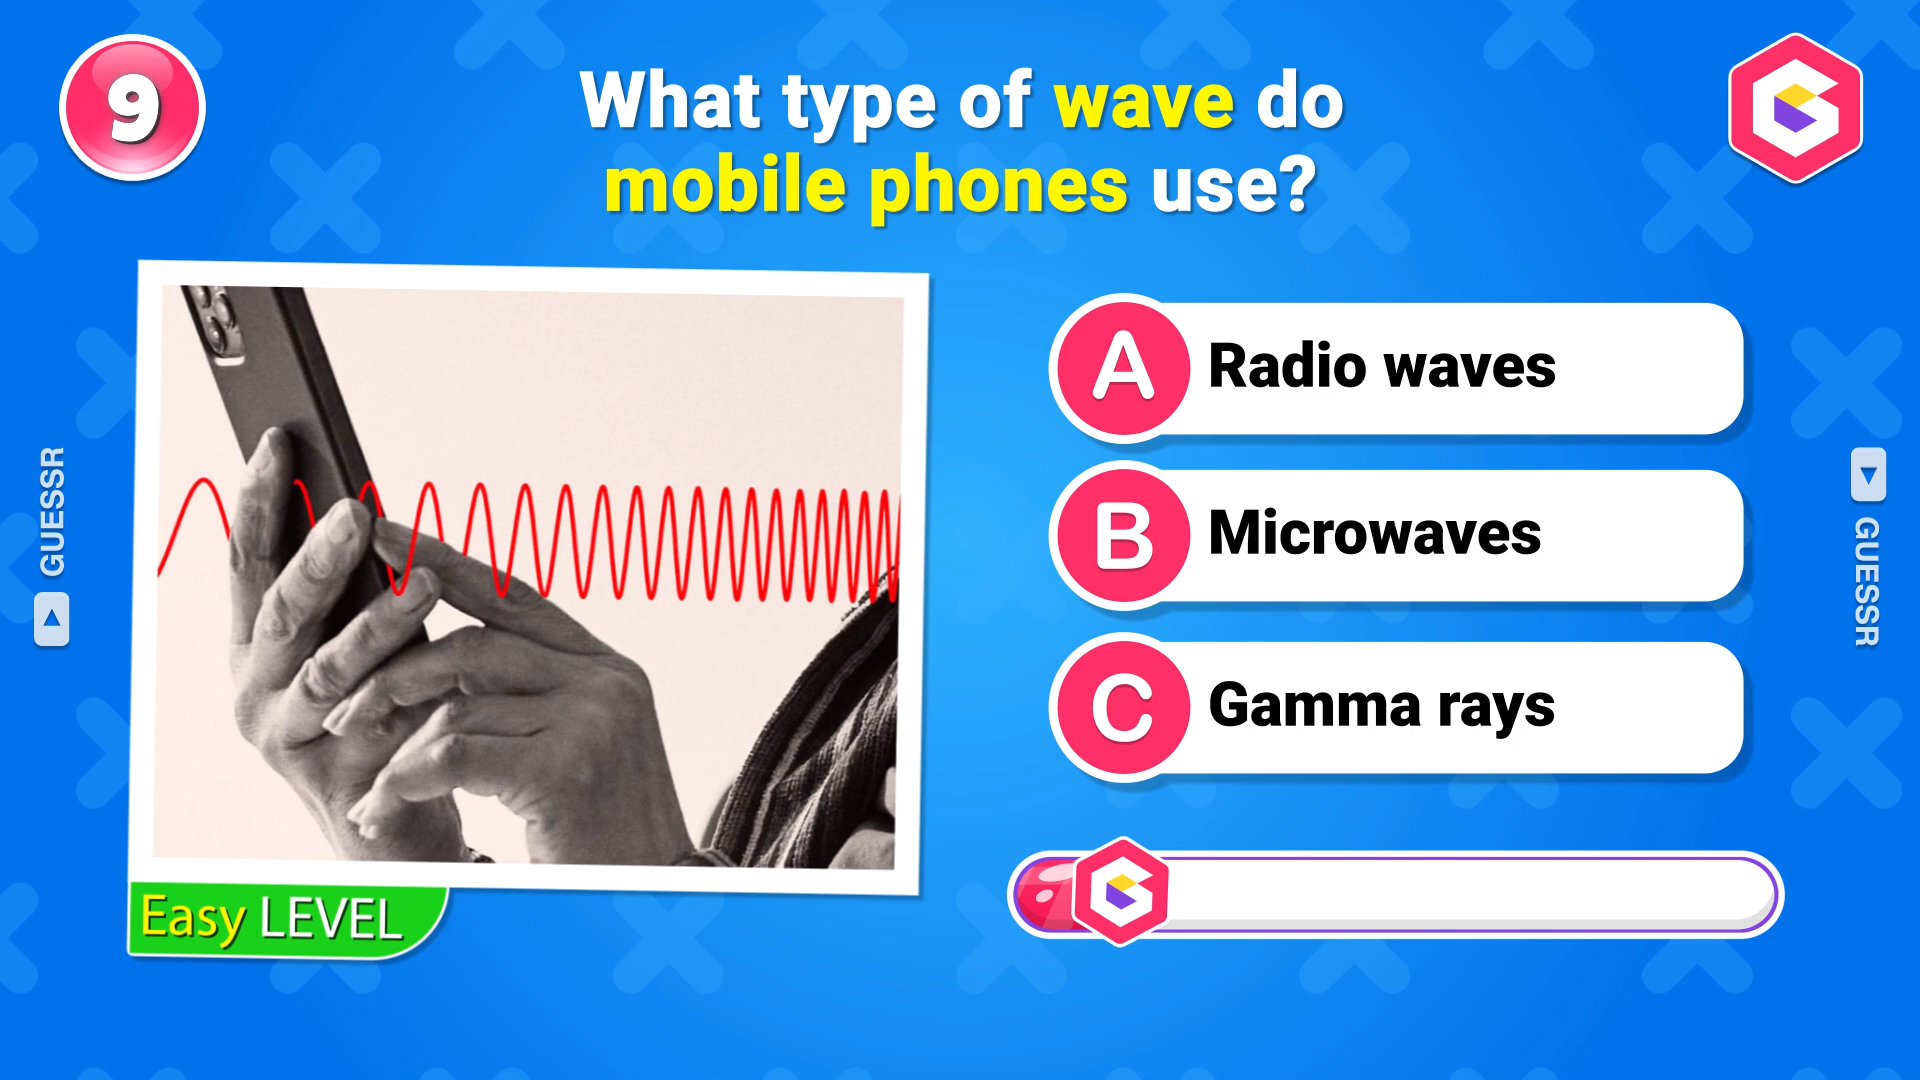 9
What type of wave do
mobile phones use?
A Radio waves
B Microwaves
C Gamma rays
Easy LEVEL
GUESSR
GUESSR